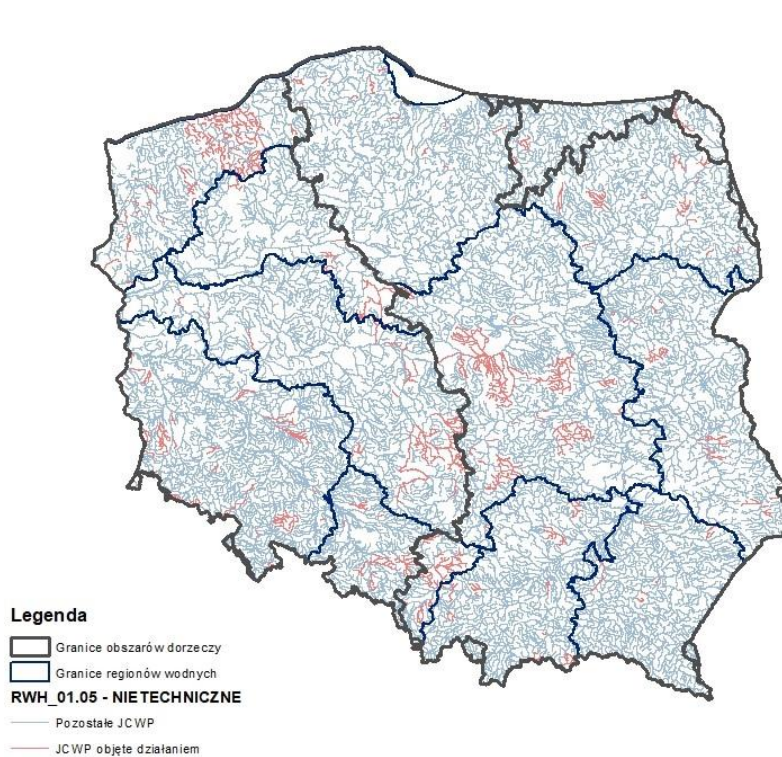 Legenda
Granice obszarów dorzeczy
Granice regionów wodnych
RWH_01.05 - NIETECHNICZNE
Pozostałe JCWP
JCWP objęte działaniem